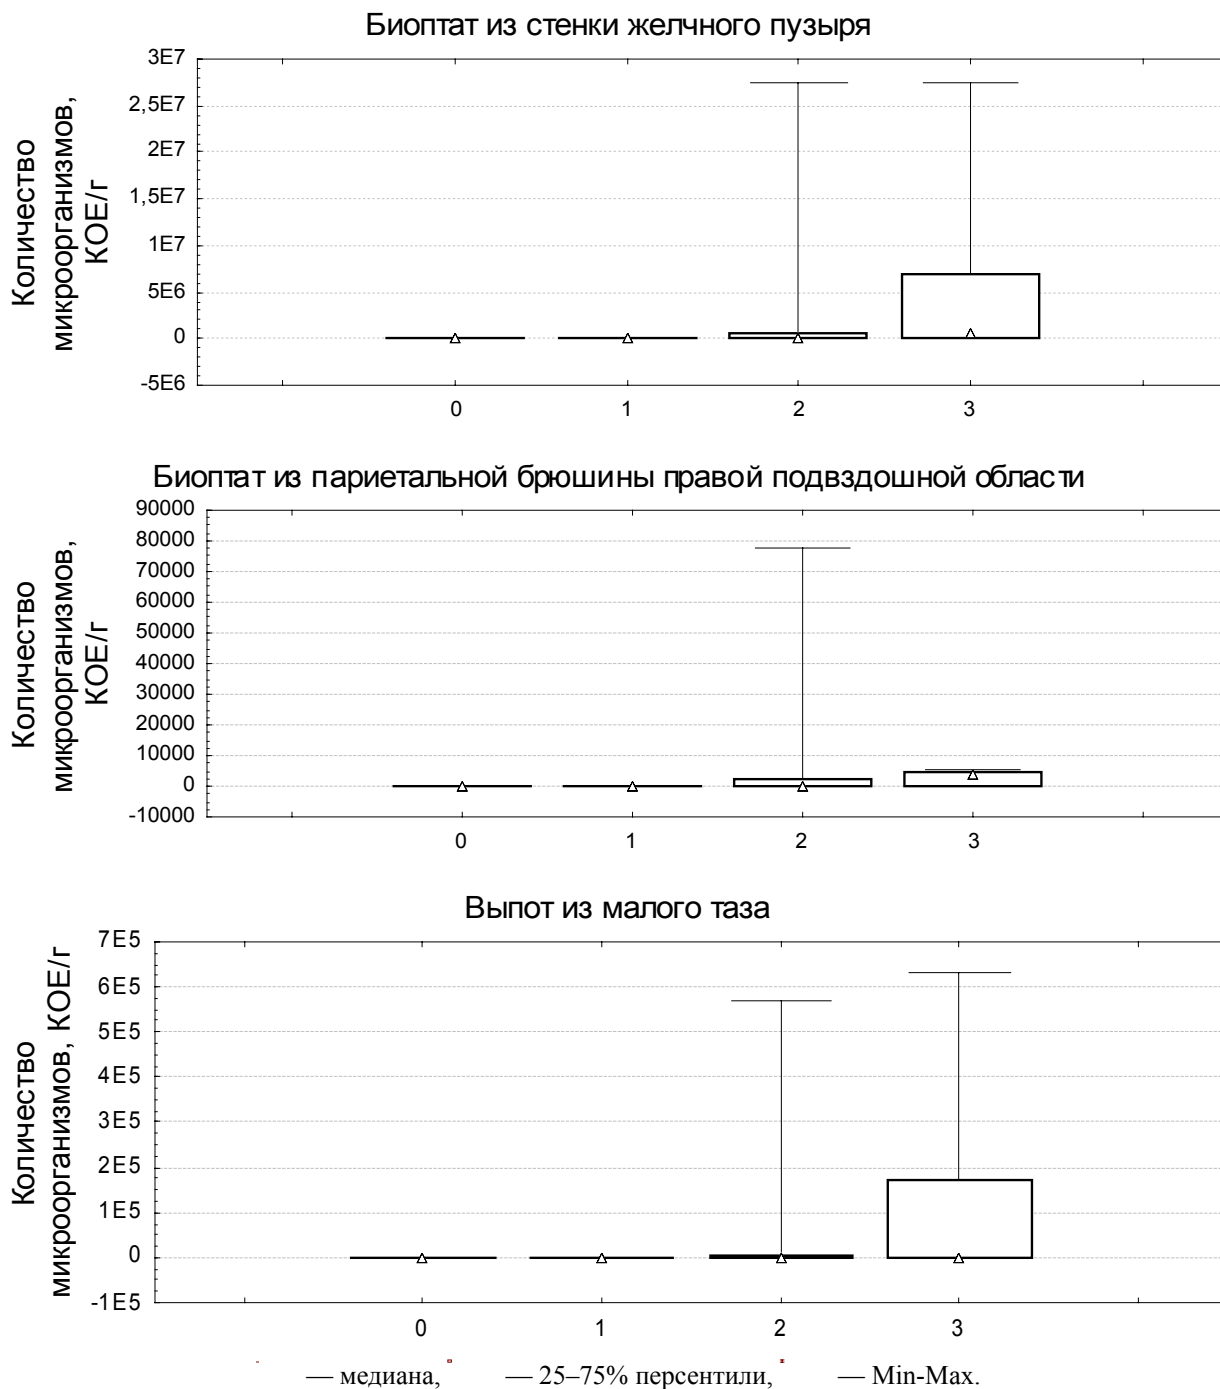 Биоптат из стенки желчного пузыря
Количество
микроорганизмов,
КОЕ/г
3E7
2,5E7
2E7
1,5E7
1E7
5E6
0
-5E6
0 1 2 3
Биоптат из париетальной брюшины правой подвздошной области
Количество
микроорганизмов,
КОЕ/г
90000
80000
70000
60000
50000
40000
30000
20000
10000
0
-10000
0 1 2 3
Выпот из малого таза
Количество
микроорганизмов, КОЕ/г
7E5
6E5
5E5
4E5
3E5
2E5
1E5
0
-1E5
0 1 2 3
— медиана, — 25–75% персентили, — Min-Max.